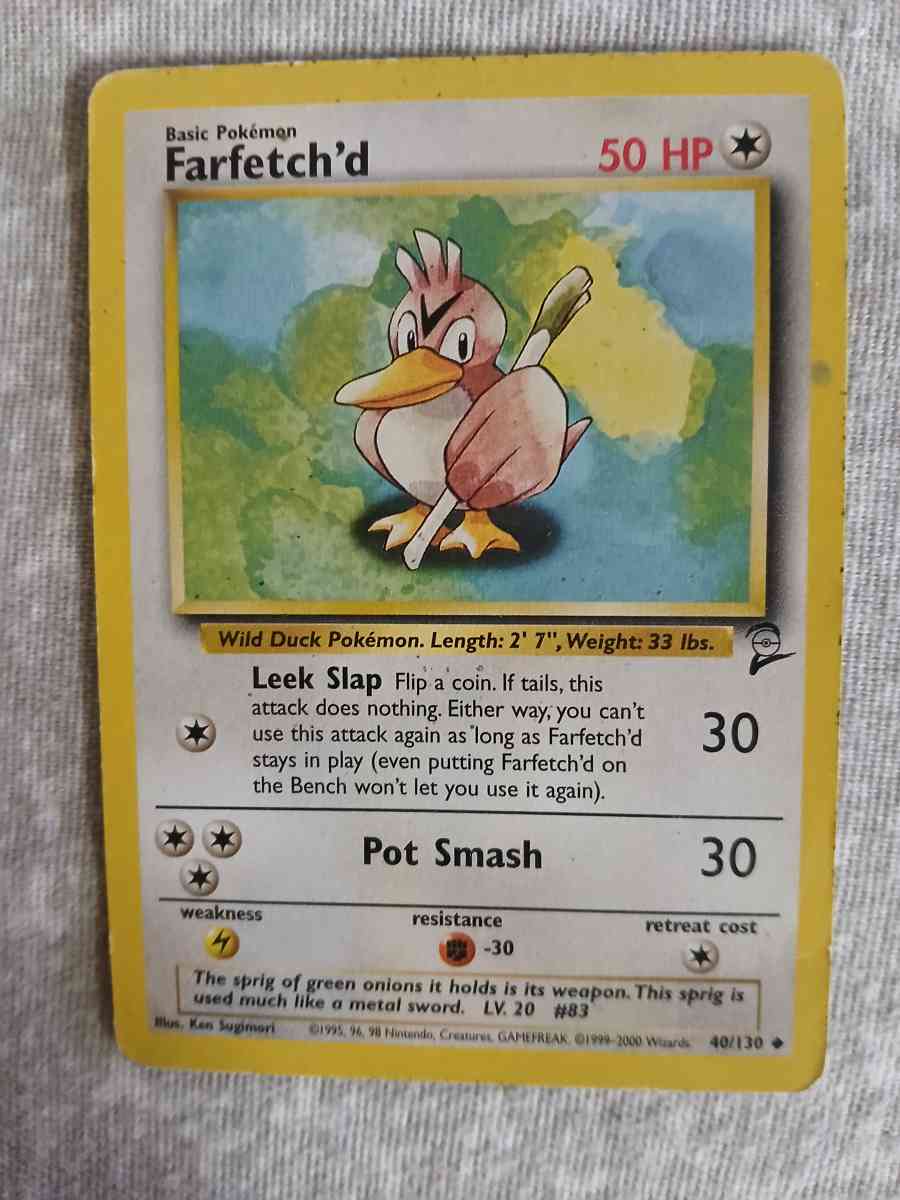 Basic Pokémon
Farfetch'd
50 HP
Wild Duck Pokémon. Length: 2' 7", Weight: 33 lbs.
Leek Slap Flip a coin. If tails, this
attack does nothing. Either way, you can't
use this attack again as long as Farfetch'd
stays in play (even putting Farfetch'd on
the Bench won't let you use it again).
30
Pot Smash
30
weakness
resistance
retreat cost
-30
The sprig of green onions it holds is its weapon. This sprig is
used much like a metal sword. LV. 20 #83
Illus. Ken Sugimori ©1995, 96, 98 Nintendo, Creatures, GAMEFREAK. ©1999-2000 Wizards. 40/130